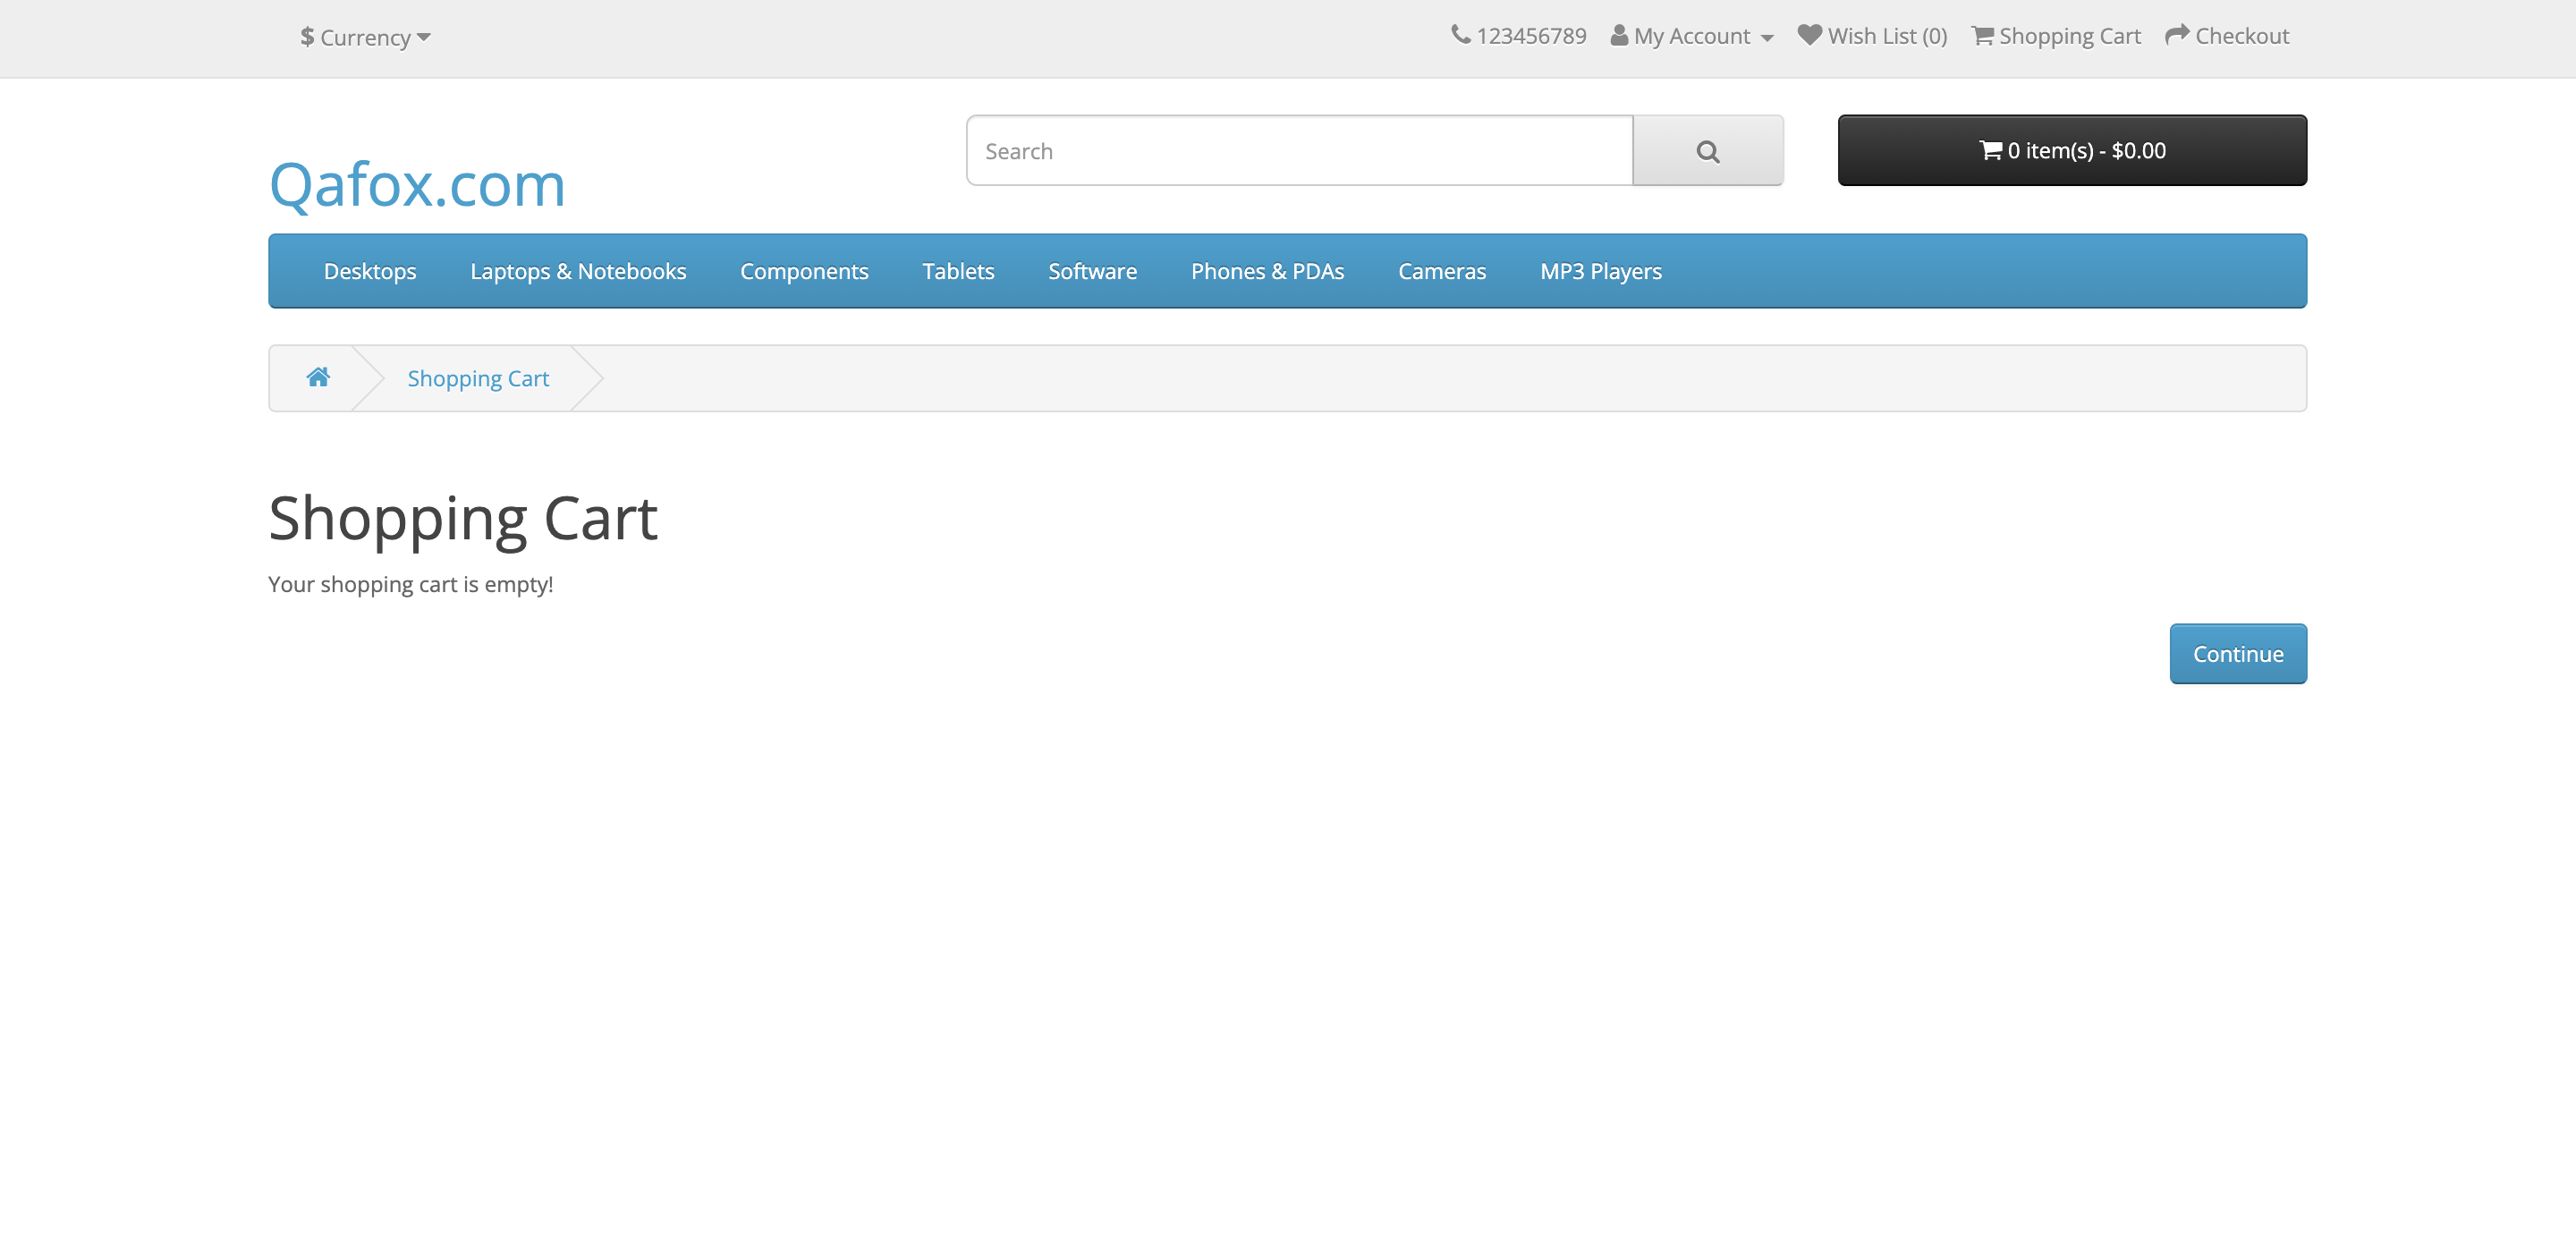 $ Currency
123456789 My Account Wish List (0) Shopping Cart Checkout
Search
0 item(s) - $0.00
Qafox.com
Desktops Laptops & Notebooks Components Tablets Software Phones & PDAs Cameras MP3 Players
Shopping Cart
Shopping Cart
Your shopping cart is empty!
Continue